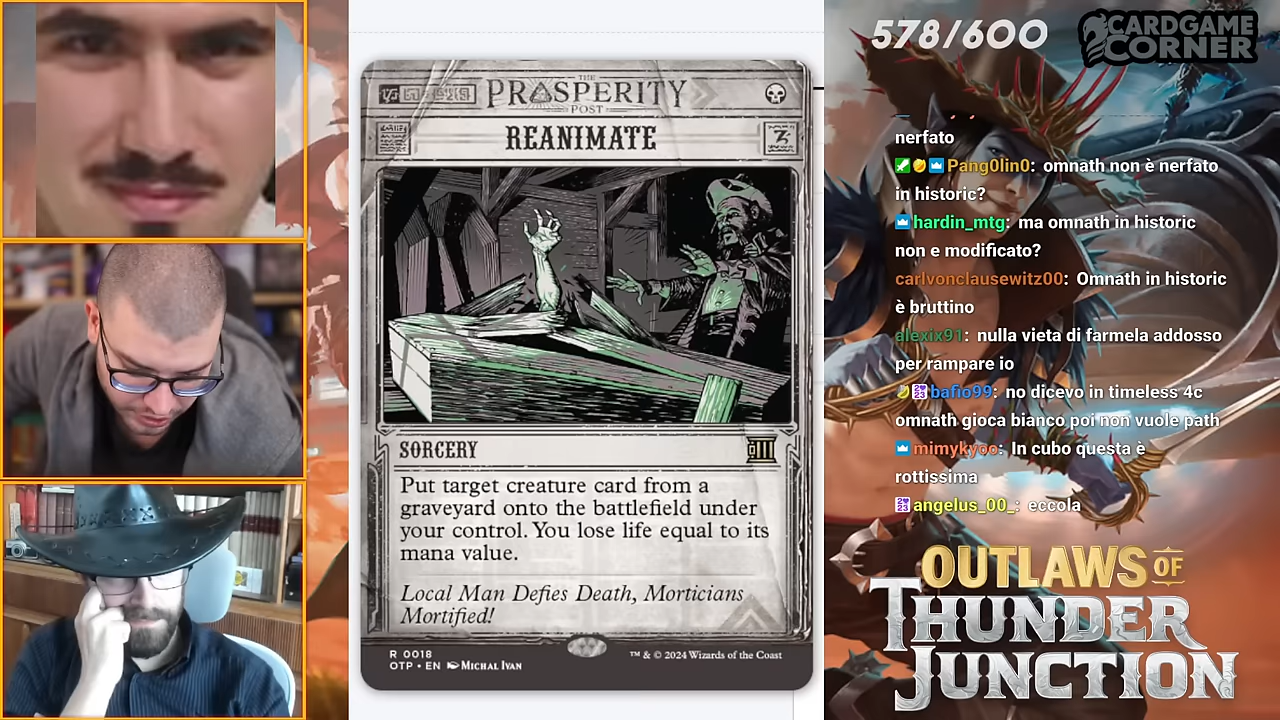 THE
PROSPERITY
POST
REANIMATE
SORCERY
Put target creature card from a
graveyard onto the battlefield under
your control. You lose life equal to its
mana value.
Local Man Defies Death, Morticians
Mortified!
R 0018
OTP • EN MICHAL IVAN
™ & © 2024 Wizards of the Coast
578/600
CARDGAME
CORNER
nerfato
Pang0lin0: omnath non è nerfato
in historic?
hardin_mtg: ma omnath in historic
non e modificato?
carlvonclausewitz00: Omnath in historic
è bruttino
alexix91: nulla vieta di farmela addosso
per rampare io
bafio99: no dicevo in timeless 4c
omnath gioca bianco poi non vuole path
mimykyoo: In cubo questa è
rottissima
angelus_00_: eccola
OUTLAWS OF
THUNDER
JUNCTION